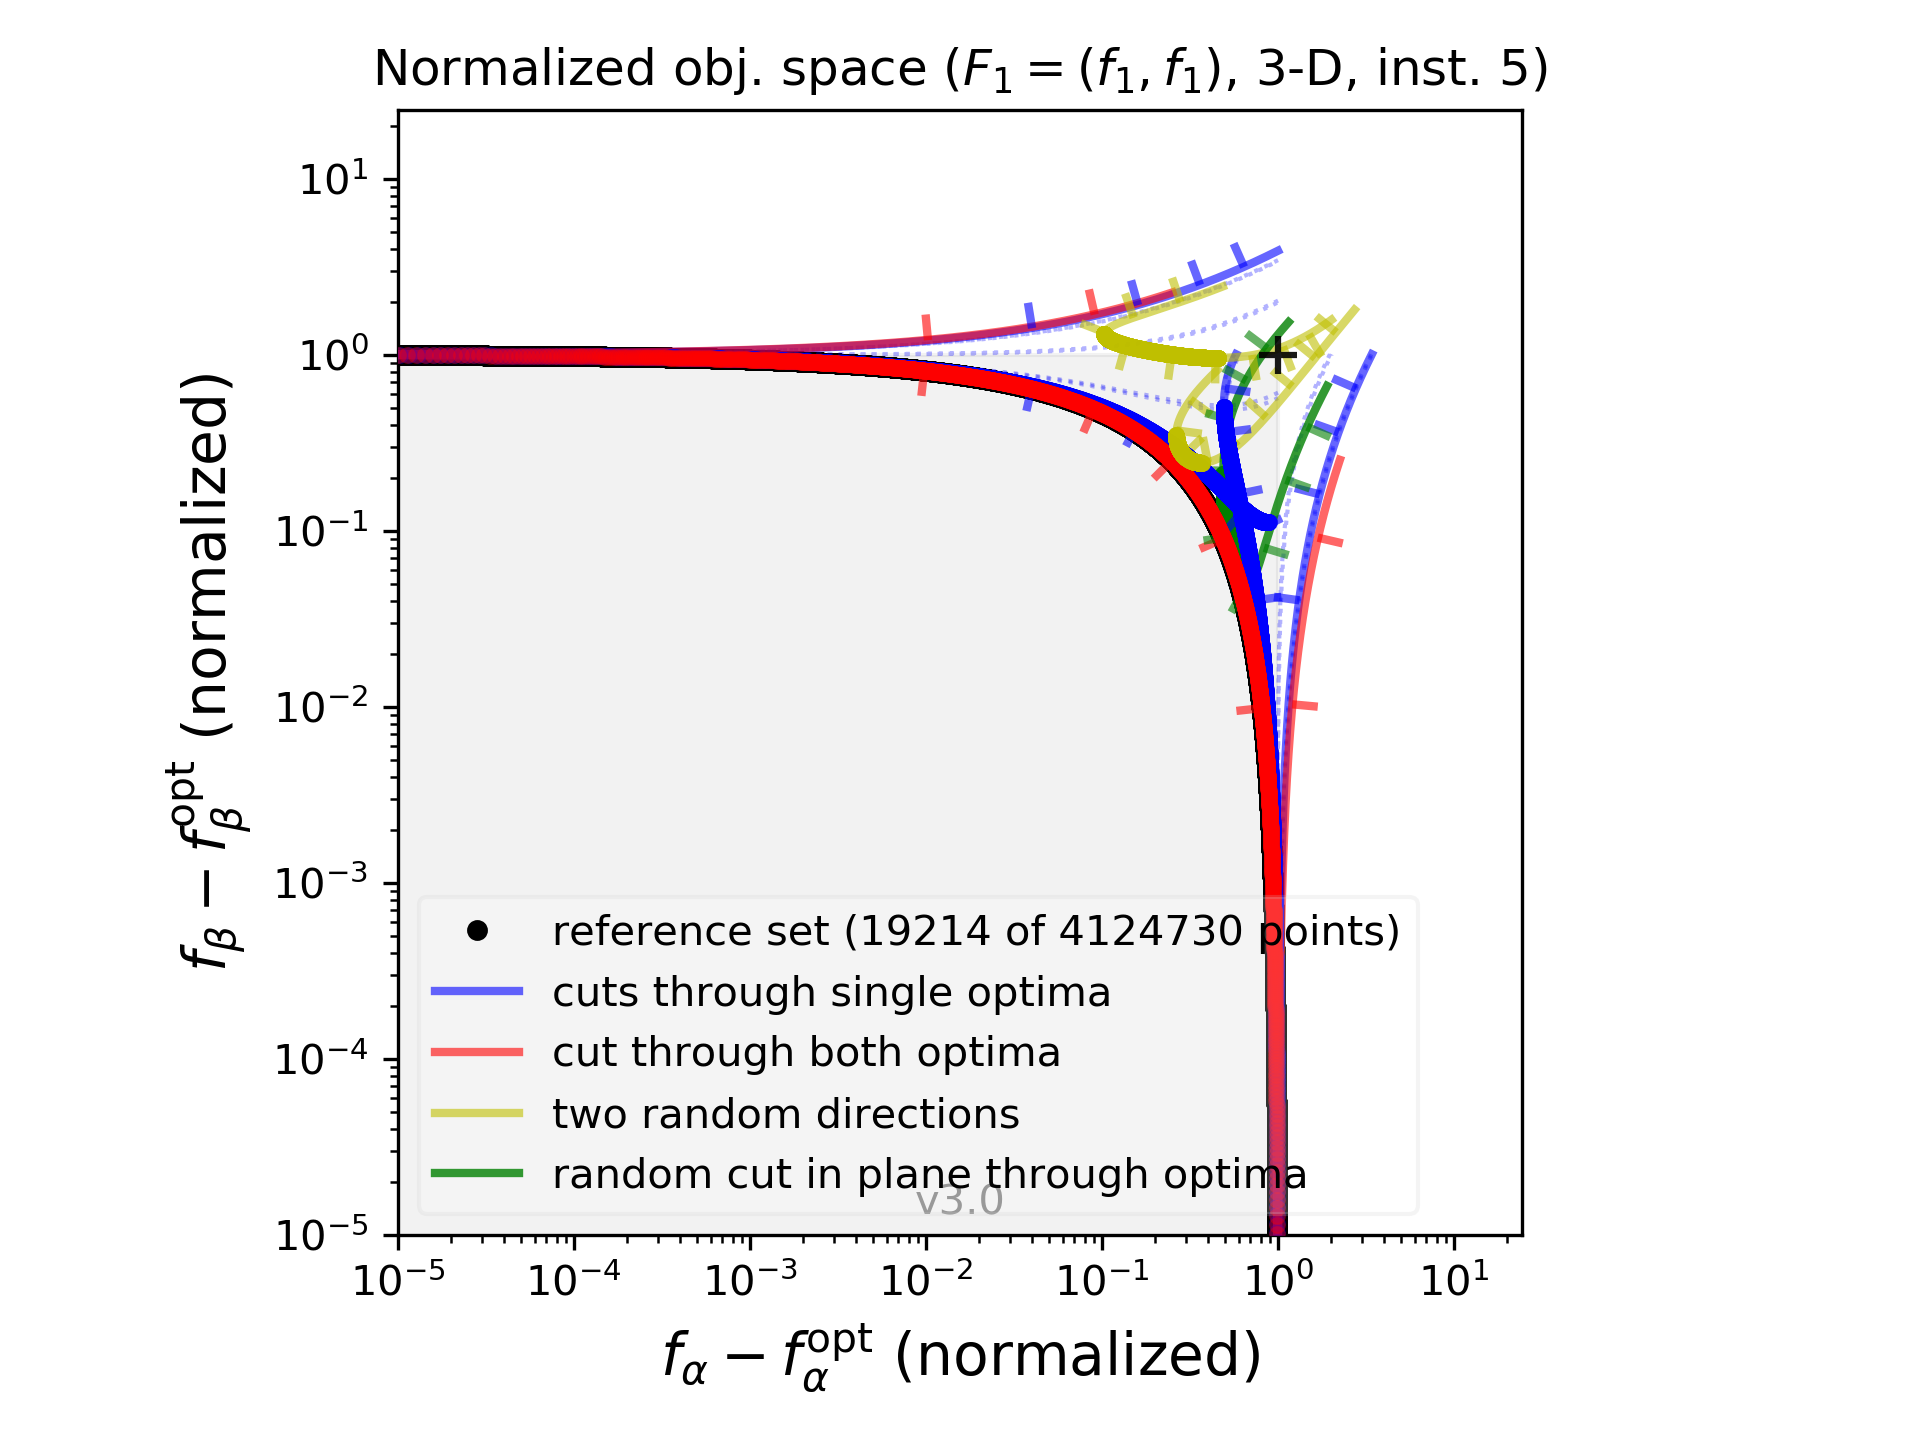 Normalized obj. space (F₁ = (f₁, f₁), 3-D, inst. 5)
f_β − f_β^opt (normalized)
10¹
10⁰
10⁻¹
10⁻²
10⁻³
10⁻⁴
10⁻⁵
reference set (19214 of 4124730 points)
cuts through single optima
cut through both optima
two random directions
random cut in plane through optima
v3.0
10⁻⁵ 10⁻⁴ 10⁻³ 10⁻² 10⁻¹ 10⁰ 10¹
f_α − f_α^opt (normalized)